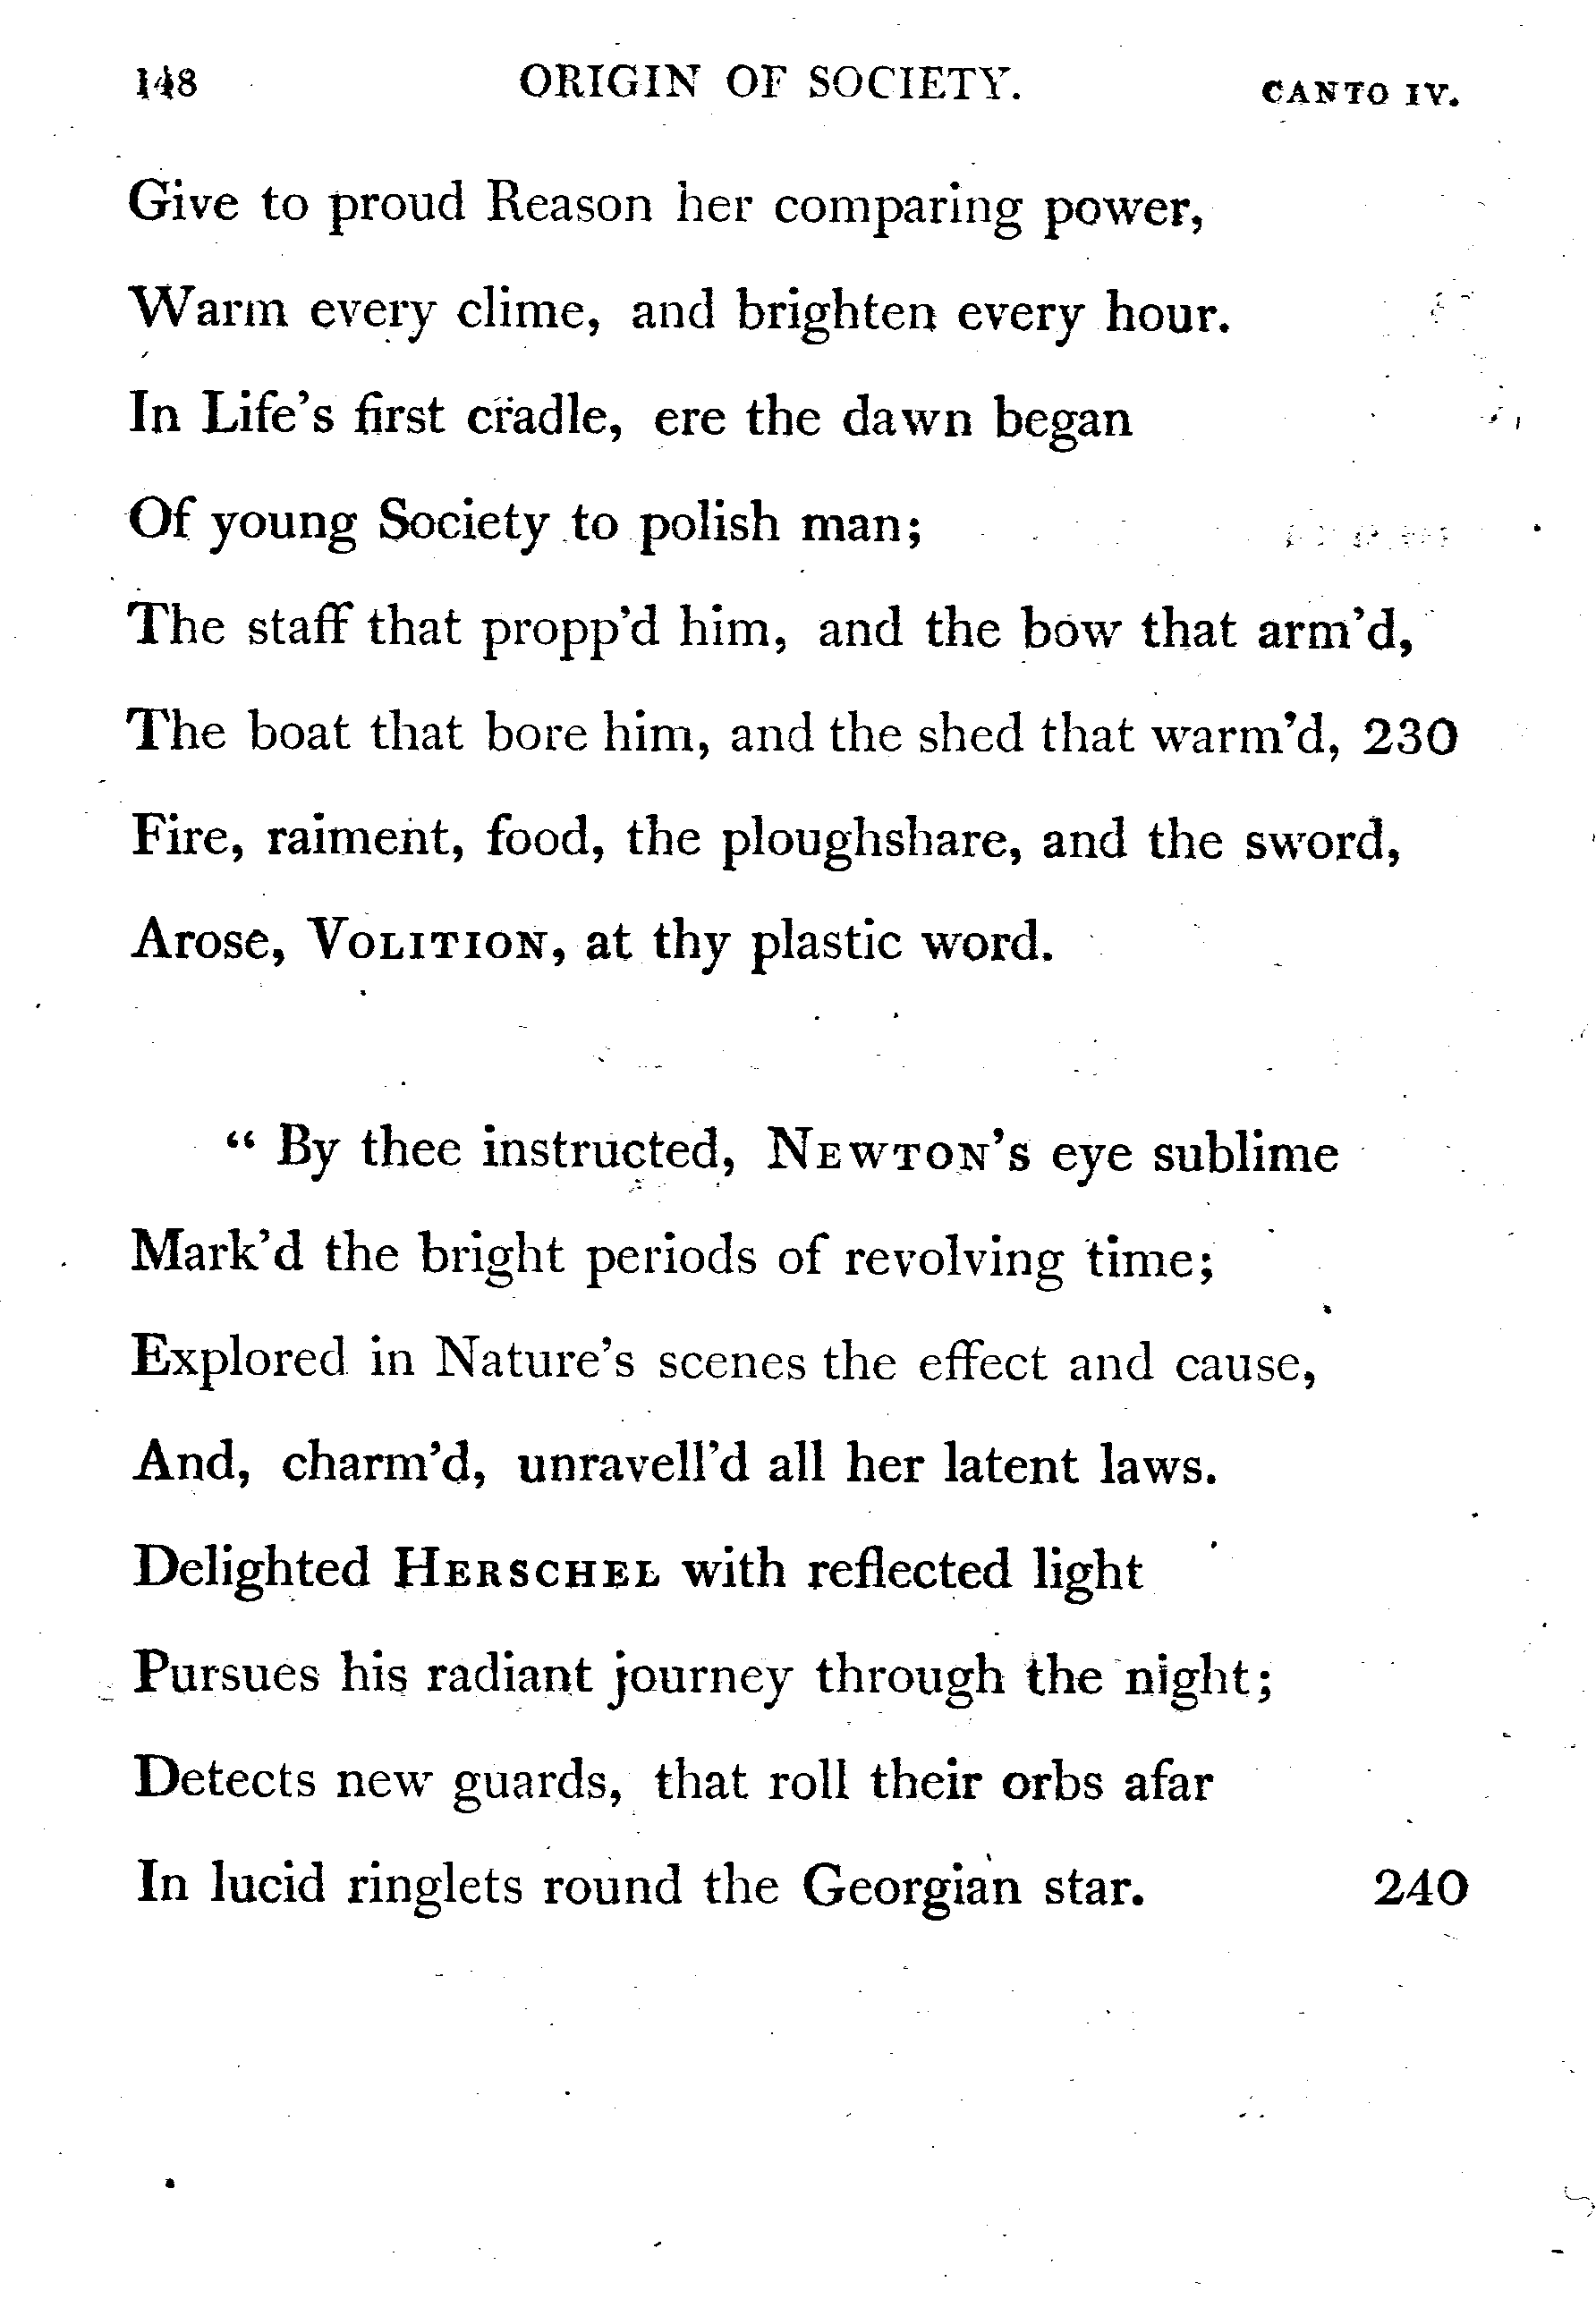 148 ORIGIN OF SOCIETY. CANTO IV.
Give to proud Reason her comparing power,
Warm every clime, and brighten every hour.
In Life's first cradle, ere the dawn began
Of young Society to polish man;
The staff that propp'd him, and the bow that arm'd,
The boat that bore him, and the shed that warm'd, 230
Fire, raiment, food, the ploughshare, and the sword,
Arose, VOLITION, at thy plastic word.
“ By thee instructed, NEWTON's eye sublime
Mark'd the bright periods of revolving time;
Explored in Nature's scenes the effect and cause,
And, charm'd, unravell'd all her latent laws.
Delighted HERSCHEL with reflected light
Pursues his radiant journey through the night;
Detects new guards, that roll their orbs afar
In lucid ringlets round the Georgian star. 240